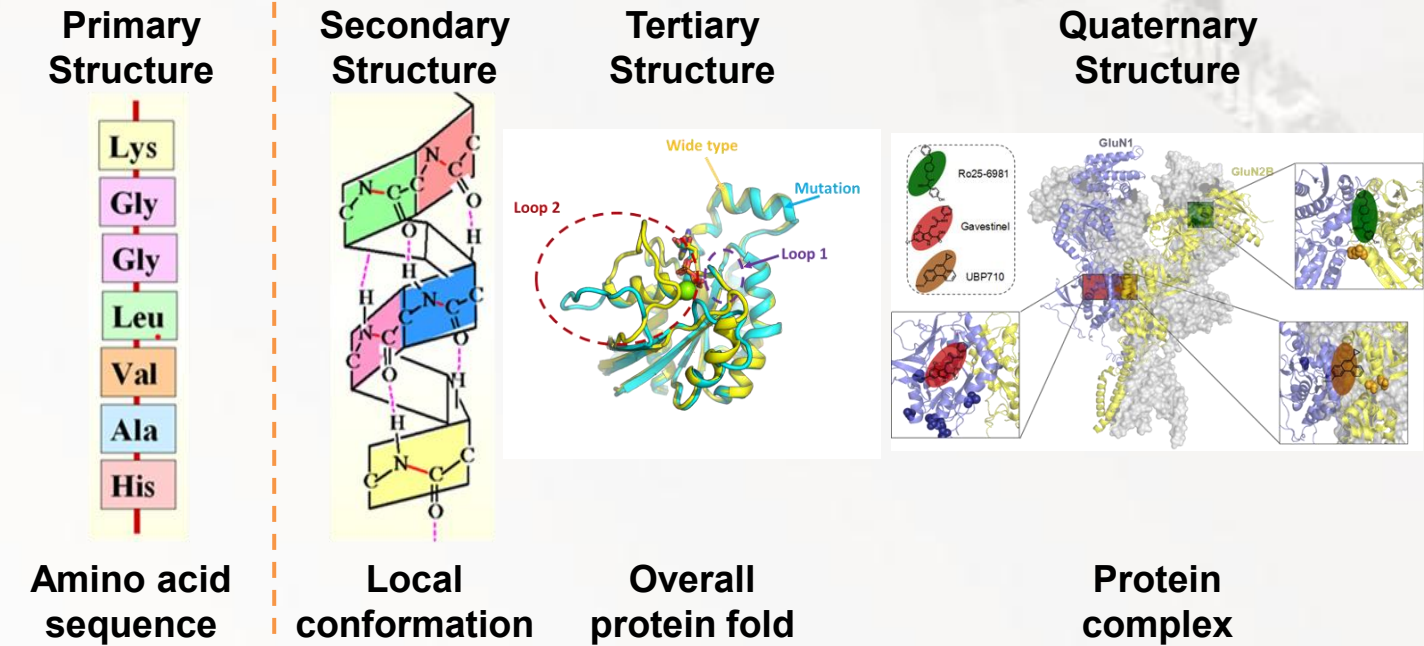 Primary
Structure
Secondary
Structure
Tertiary
Structure
Quaternary
Structure
Lys
Gly
Gly
Leu
Val
Ala
His
C
N
C
O
C
N
C
O
C
H
H
H
C
N
C
O
C
N
C
O
C
H
H
C
N
C
O
C
Wide type
Mutation
Loop 2
Loop 1
Ro25-6981
Gavestinel
UBP710
GluN1
GluN2B
Amino acid
sequence
Local
conformation
Overall
protein fold
Protein
complex